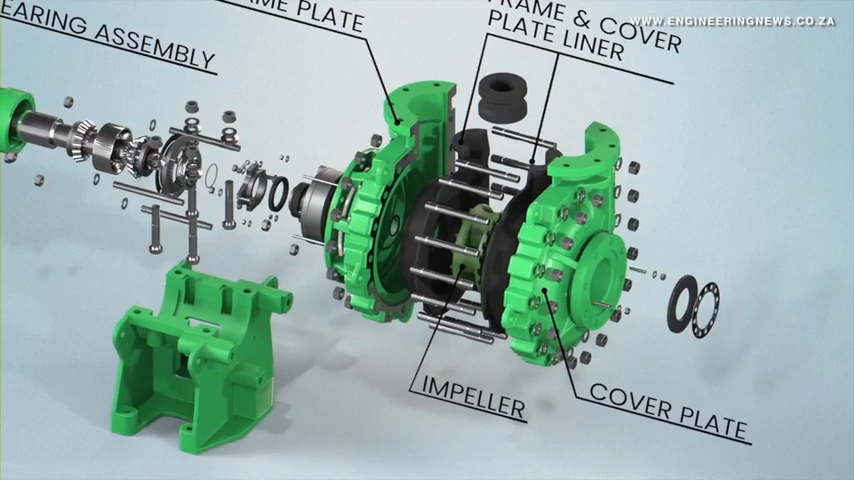 WWW.ENGINEERINGNEWS.CO.ZA
EARING ASSEMBLY
AME PLATE
FRAME & COVER
PLATE LINER
IMPELLER
COVER PLATE